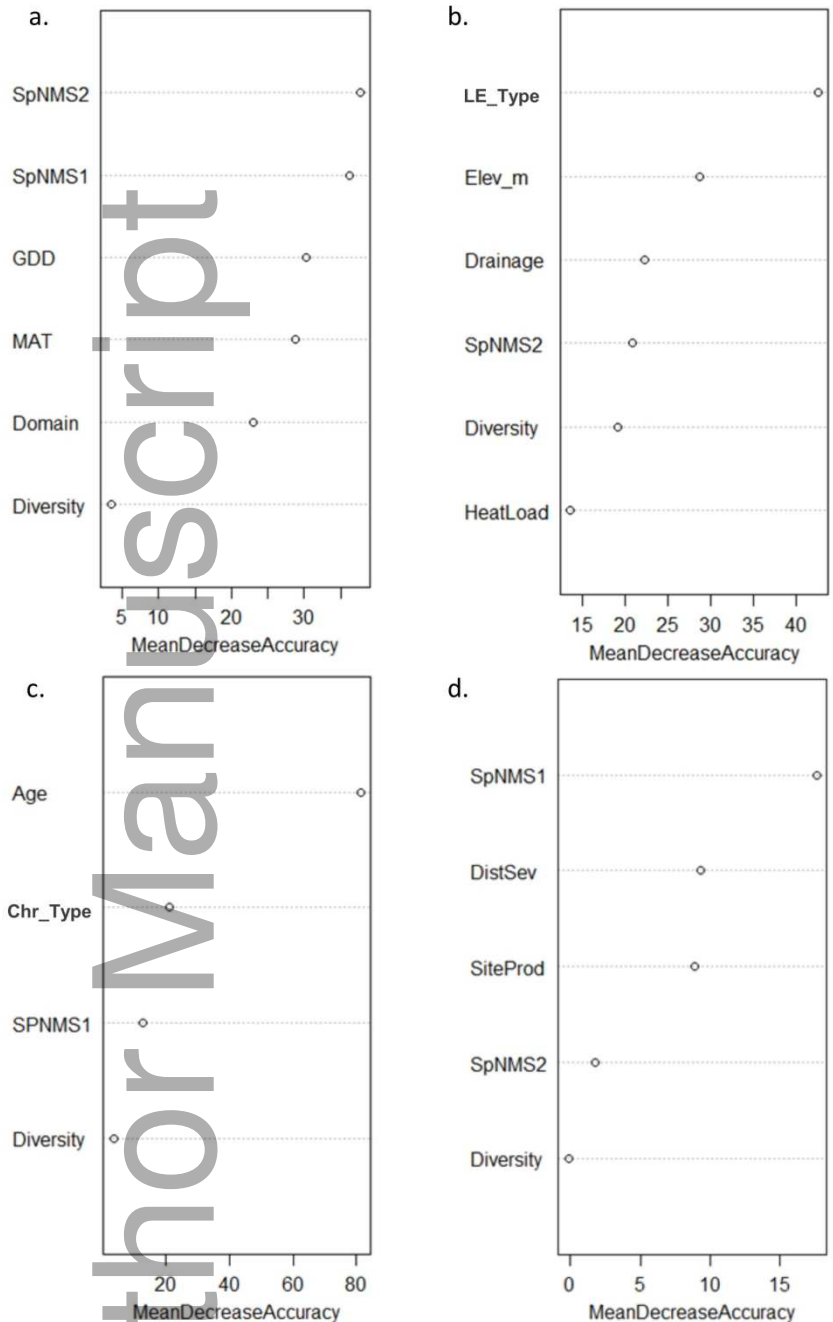 a.
SpNMS2
SpNMS1
GDD
MAT
Domain
Diversity
5 10 20 30
MeanDecreaseAccuracy
b.
LE_Type
Elev_m
Drainage
SpNMS2
Diversity
HeatLoad
15 20 25 30 35 40
MeanDecreaseAccuracy
c.
Age
Chr_Type
SPNMS1
Diversity
20 40 60 80
MeanDecreaseAccuracy
d.
SpNMS1
DistSev
SiteProd
SpNMS2
Diversity
0 5 10 15
MeanDecreaseAccuracy
thor Manuscript